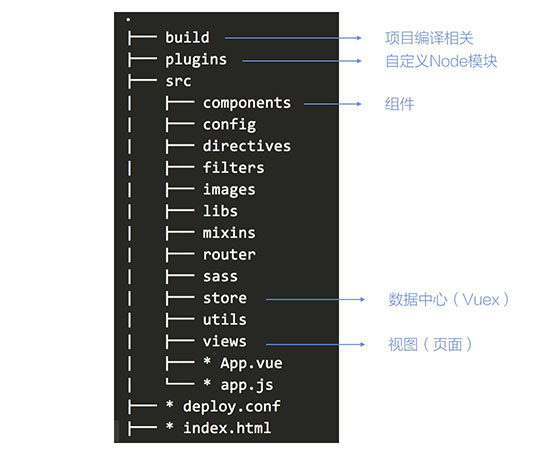 .
├── build 项目编译相关
├── plugins 自定义Node模块
├── src
│   ├── components 组件
│   ├── config
│   ├── directives
│   ├── filters
│   ├── images
│   ├── libs
│   ├── mixins
│   ├── router
│   ├── sass
│   ├── store 数据中心（Vuex）
│   ├── utils
│   ├── views 视图（页面）
│   ├── * App.vue
│   └── * app.js
├── * deploy.conf
├── * index.html